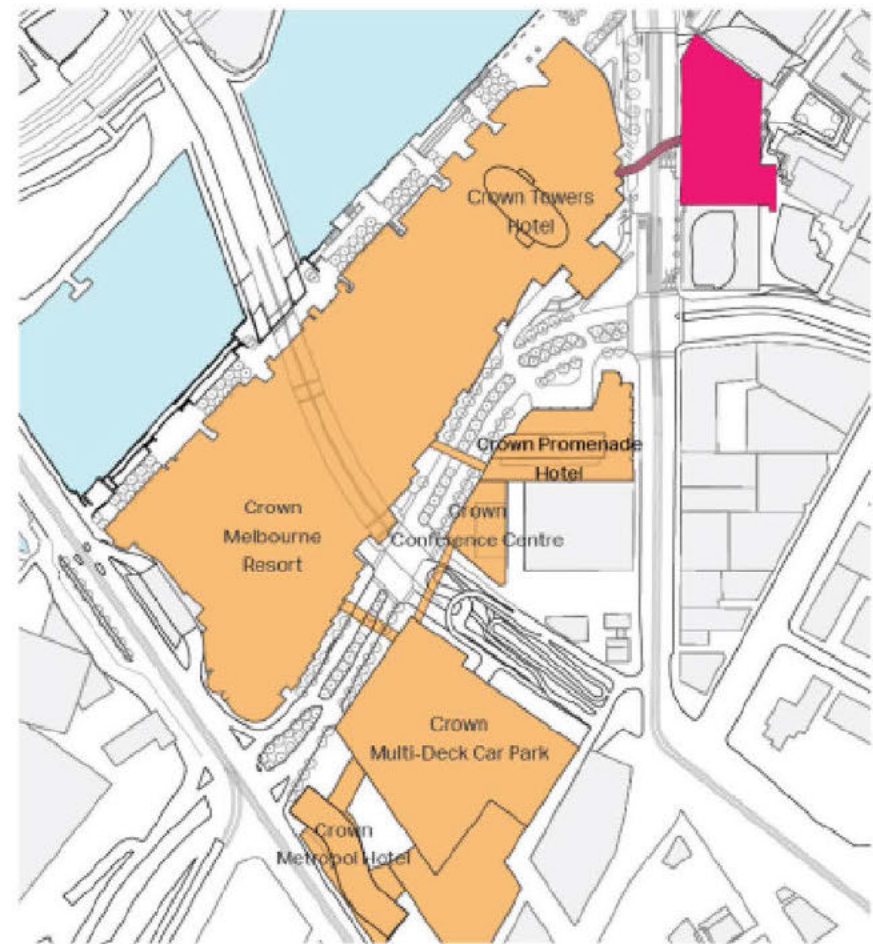 Crown Towers
Hotel
Crown Promenade
Hotel
Crown
Conference Centre
Crown
Melbourne
Resort
Crown
Multi-Deck Car Park
Crown
Metropol Hotel